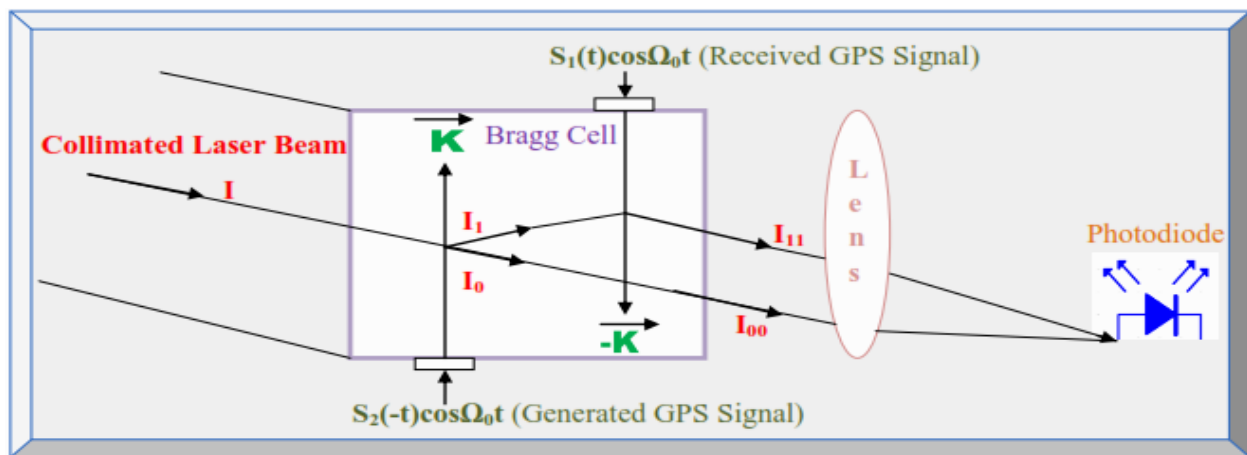 S₁(t)cosΩ₀t (Received GPS Signal)
K
Bragg Cell
Collimated Laser Beam
I
I₁
I₀
I₁₁
I₀₀
Lens
Photodiode
-K
S₂(-t)cosΩ₀t (Generated GPS Signal)